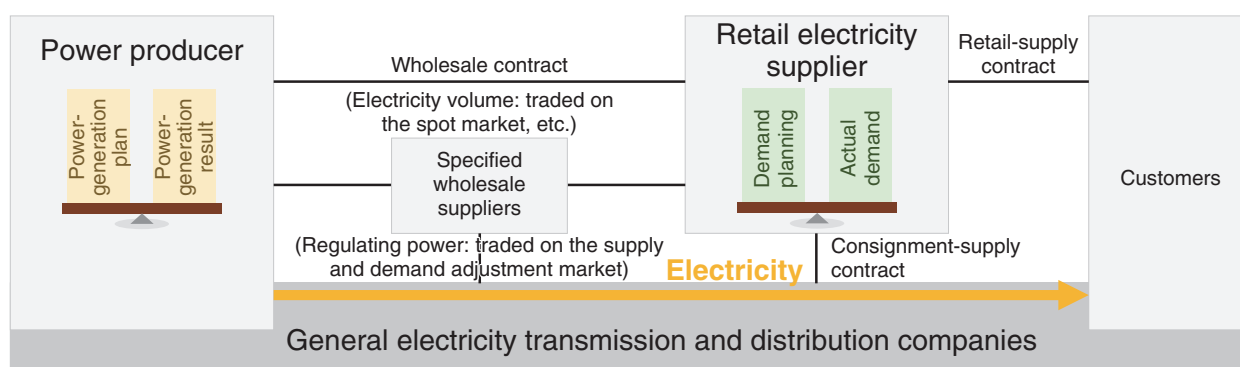 Power producer
Power-
generation
plan
Power-
generation
result
Wholesale contract
(Electricity volume: traded on
the spot market, etc.)
Specified
wholesale
suppliers
(Regulating power: traded on the supply
and demand adjustment market)
Retail electricity
supplier
Demand
planning
Actual
demand
Retail-supply
contract
Consignment-supply
contract
Customers
Electricity
General electricity transmission and distribution companies